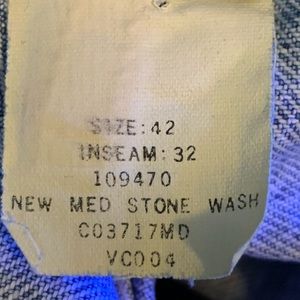 SIZE:42
INSEAM:32
109470
NEW MED STONE WASH
C03717MD
VC004